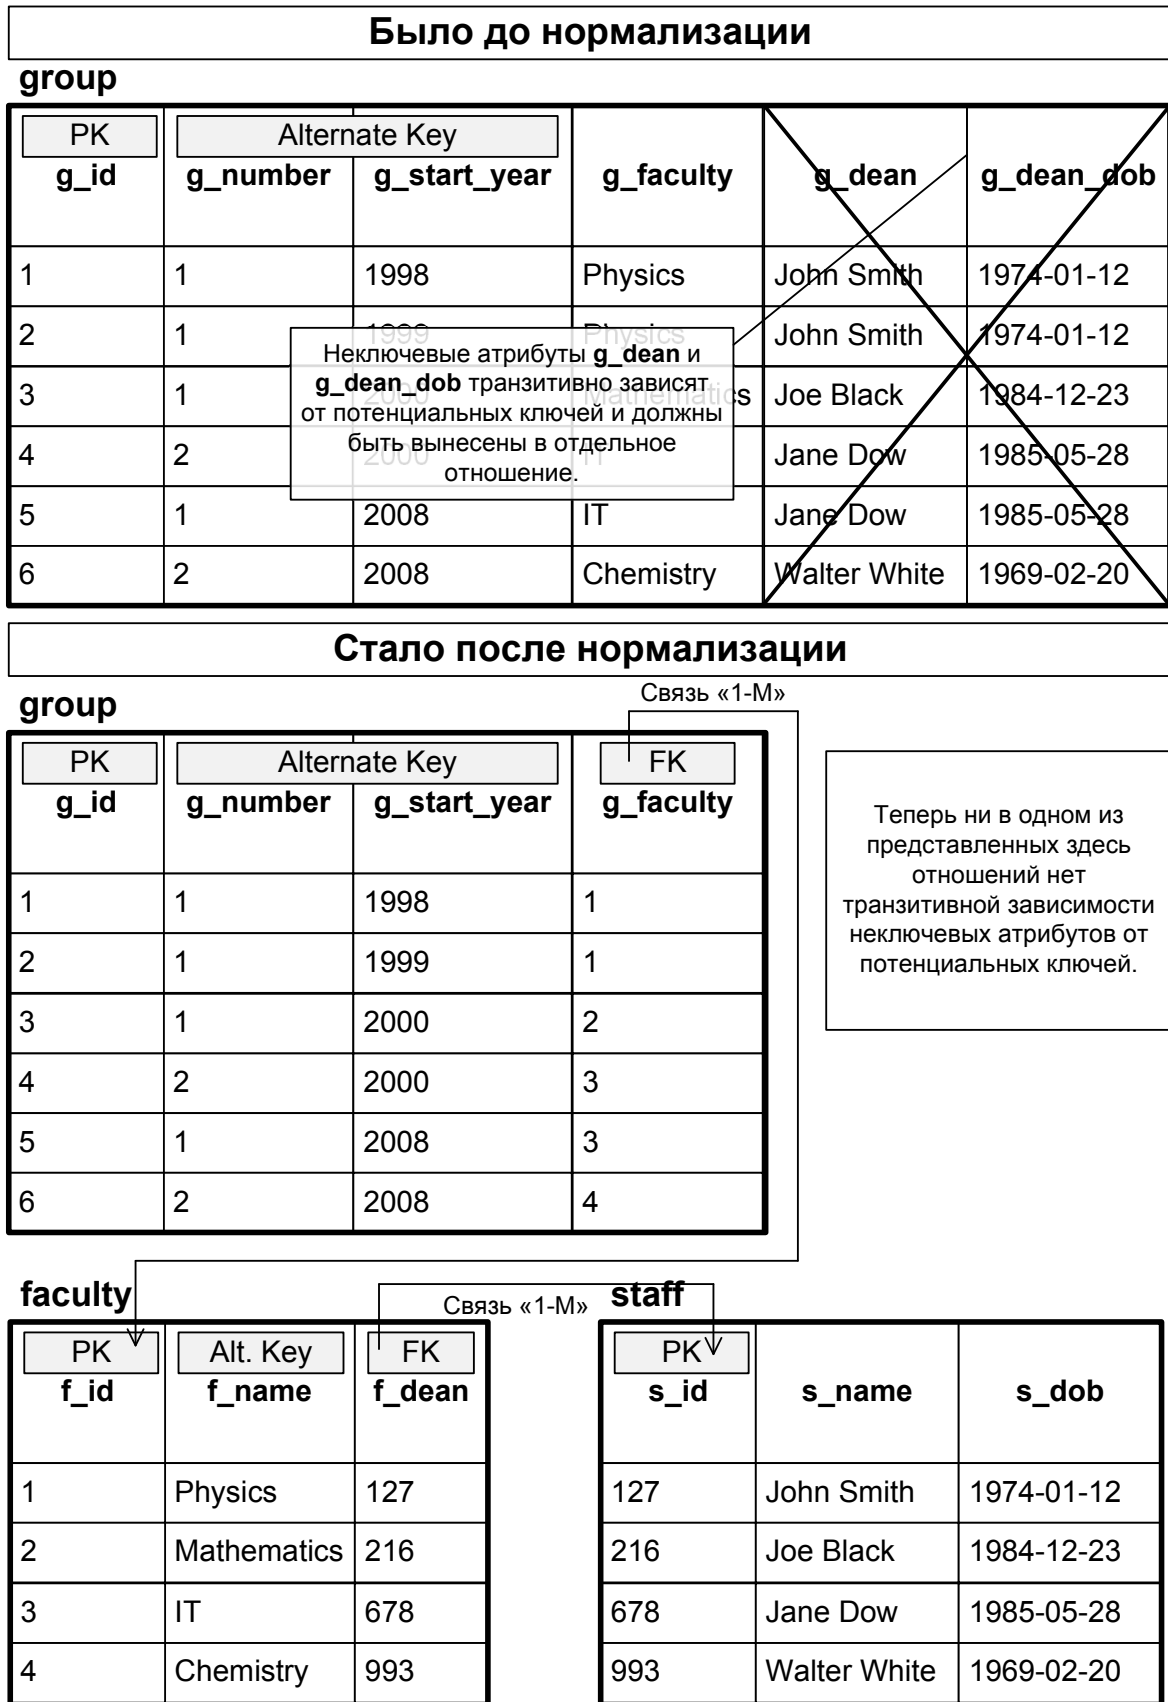 Было до нормализации
group
PK Alternate Key
g_id g_number g_start_year g_faculty g_dean g_dean_dob
1 1 1998 Physics John Smith 1974-01-12
2 1 1999 Physics John Smith 1974-01-12
3 1 2000 Mathematics Joe Black 1984-12-23
4 2 2000 IT Jane Dow 1985-05-28
5 1 2008 IT Jane Dow 1985-05-28
6 2 2008 Chemistry Walter White 1969-02-20
Неключевые атрибуты g_dean и
g_dean_dob транзитивно зависят
от потенциальных ключей и должны
быть вынесены в отдельное
отношение.
Стало после нормализации
group
Связь «1-М»
PK Alternate Key FK
g_id g_number g_start_year g_faculty
1 1 1998 1
2 1 1999 1
3 1 2000 2
4 2 2000 3
5 1 2008 3
6 2 2008 4
Теперь ни в одном из
представленных здесь
отношений нет
транзитивной зависимости
неключевых атрибутов от
потенциальных ключей.
faculty
Связь «1-М»
PK Alt. Key FK
f_id f_name f_dean
1 Physics 127
2 Mathematics 216
3 IT 678
4 Chemistry 993
staff
PK
s_id s_name s_dob
127 John Smith 1974-01-12
216 Joe Black 1984-12-23
678 Jane Dow 1985-05-28
993 Walter White 1969-02-20